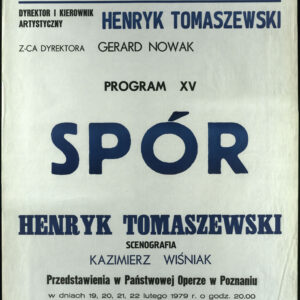 DYREKTOR I KIEROWNIK
ARTYSTYCZNY HENRYK TOMASZEWSKI
Z-CA DYREKTORA GERARD NOWAK
PROGRAM XV
SPÓR
HENRYK TOMASZEWSKI
SCENOGRAFIA
KAZIMIERZ WIŚNIAK
Przedstawienia w Państwowej Operze w Poznaniu
w dniach 19, 20, 21, 22 lutego 1979 r. o godz. 20.00